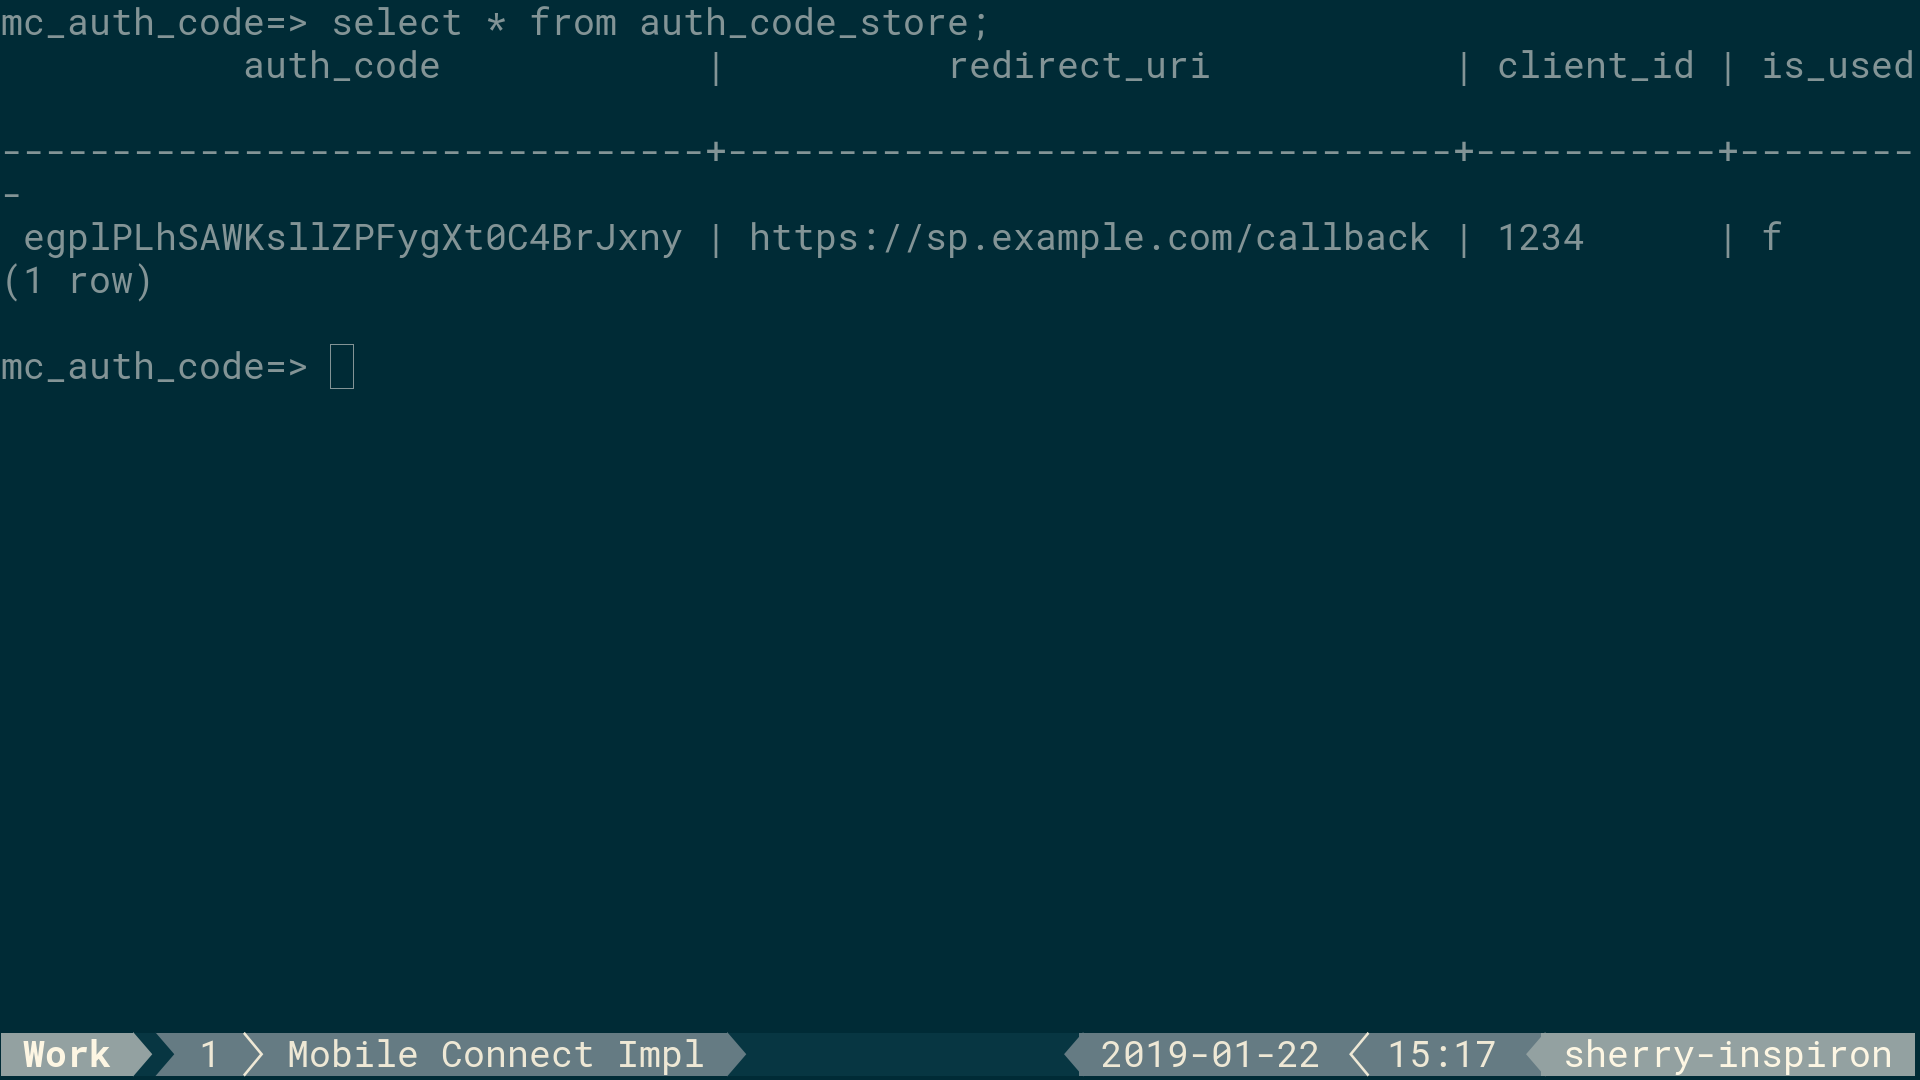 mc_auth_code=> select * from auth_code_store;
auth_code | redirect_uri | client_id | is_used
-------------------------------‐+---------------------------------+-----------+--------
-
egplPLhSAWKsllZPFygXt0C4BrJxny | https://sp.example.com/callback | 1234 | f
(1 row)
mc_auth_code=>
Work 1 Mobile Connect Impl 2019-01-22 15:17 sherry-inspiron